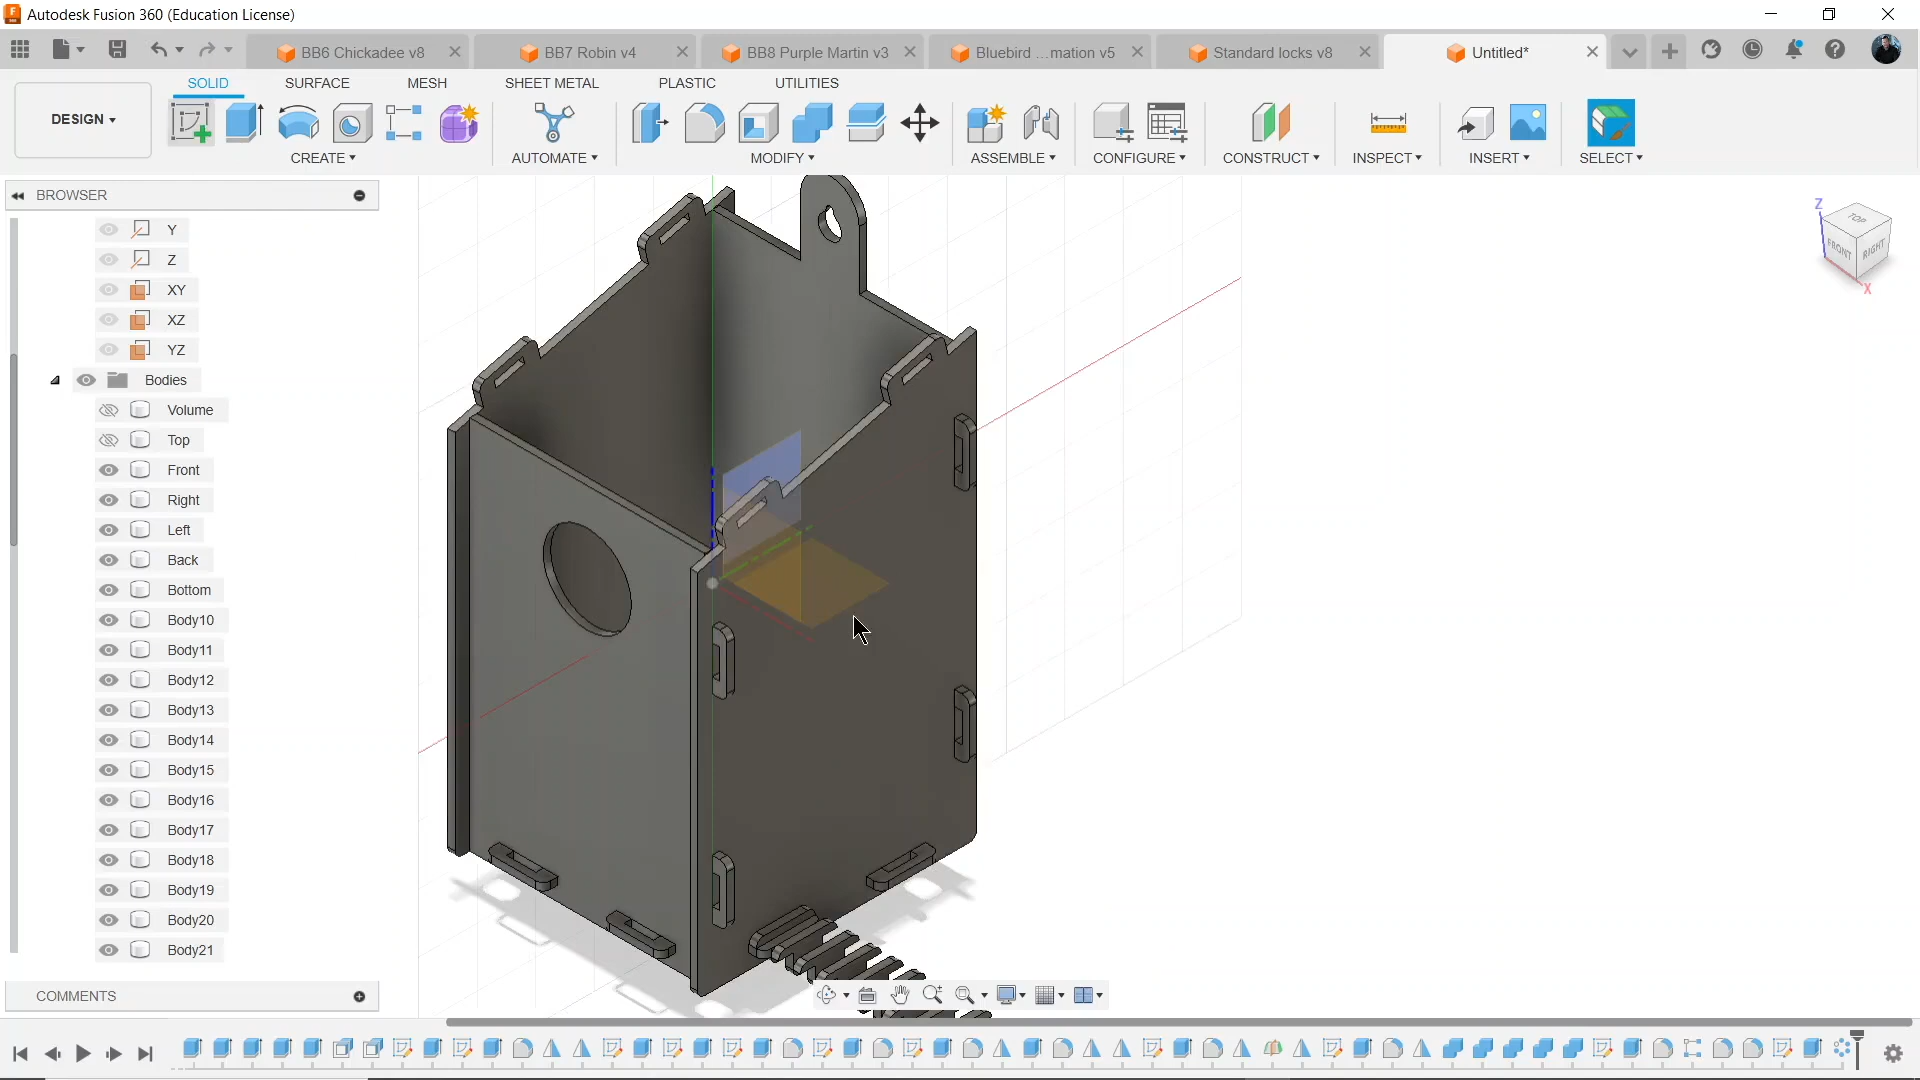 Autodesk Fusion 360 (Education License)
BB6 Chickadee v8
BB7 Robin v4
BB8 Purple Martin v3
Bluebird ...mation v5
Standard locks v8
Untitled*
DESIGN
SOLID
SURFACE
MESH
SHEET METAL
PLASTIC
UTILITIES
CREATE
AUTOMATE
MODIFY
ASSEMBLE
CONFIGURE
CONSTRUCT
INSPECT
INSERT
SELECT
BROWSER
Y
Z
XY
XZ
YZ
Bodies
Volume
Top
Front
Right
Left
Back
Bottom
Body10
Body11
Body12
Body13
Body14
Body15
Body16
Body17
Body18
Body19
Body20
Body21
Z
TOP
FRONT
RIGHT
X
COMMENTS